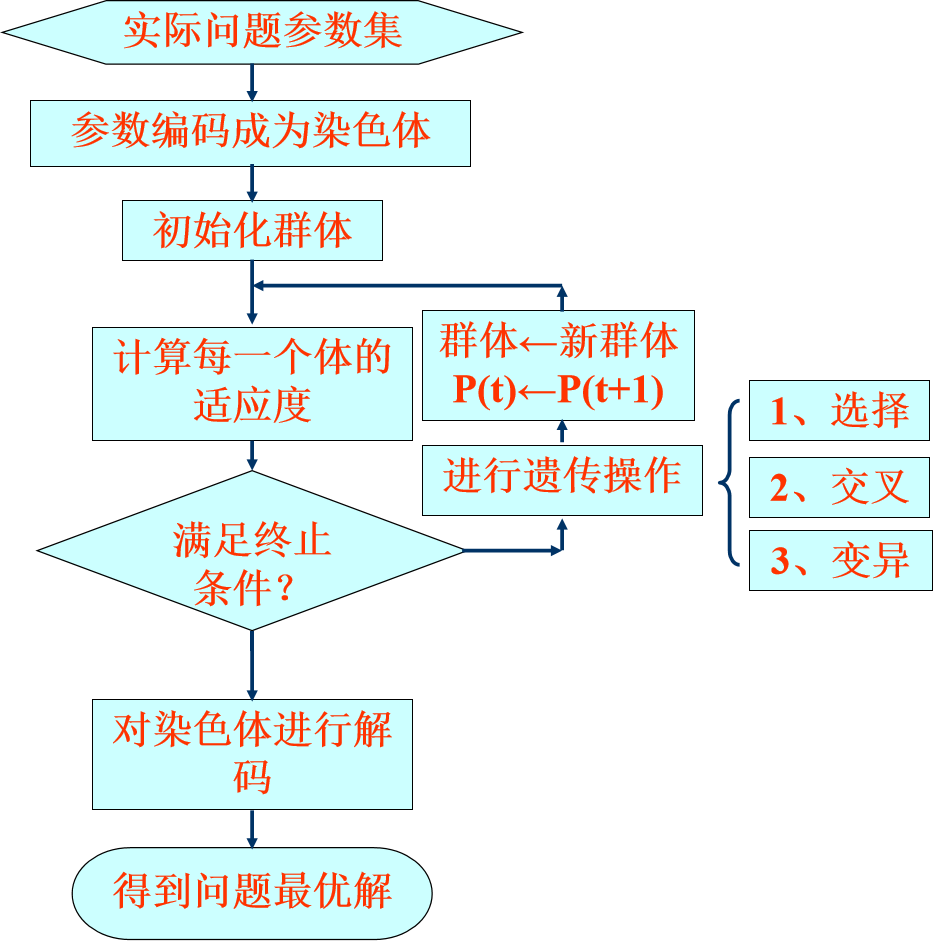 实际问题参数集
参数编码成为染色体
初始化群体
计算每一个体的
适应度
群体←新群体
P(t)←P(t+1)
进行遗传操作
1、选择
2、交叉
3、变异
满足终止
条件？
对染色体进行解
码
得到问题最优解